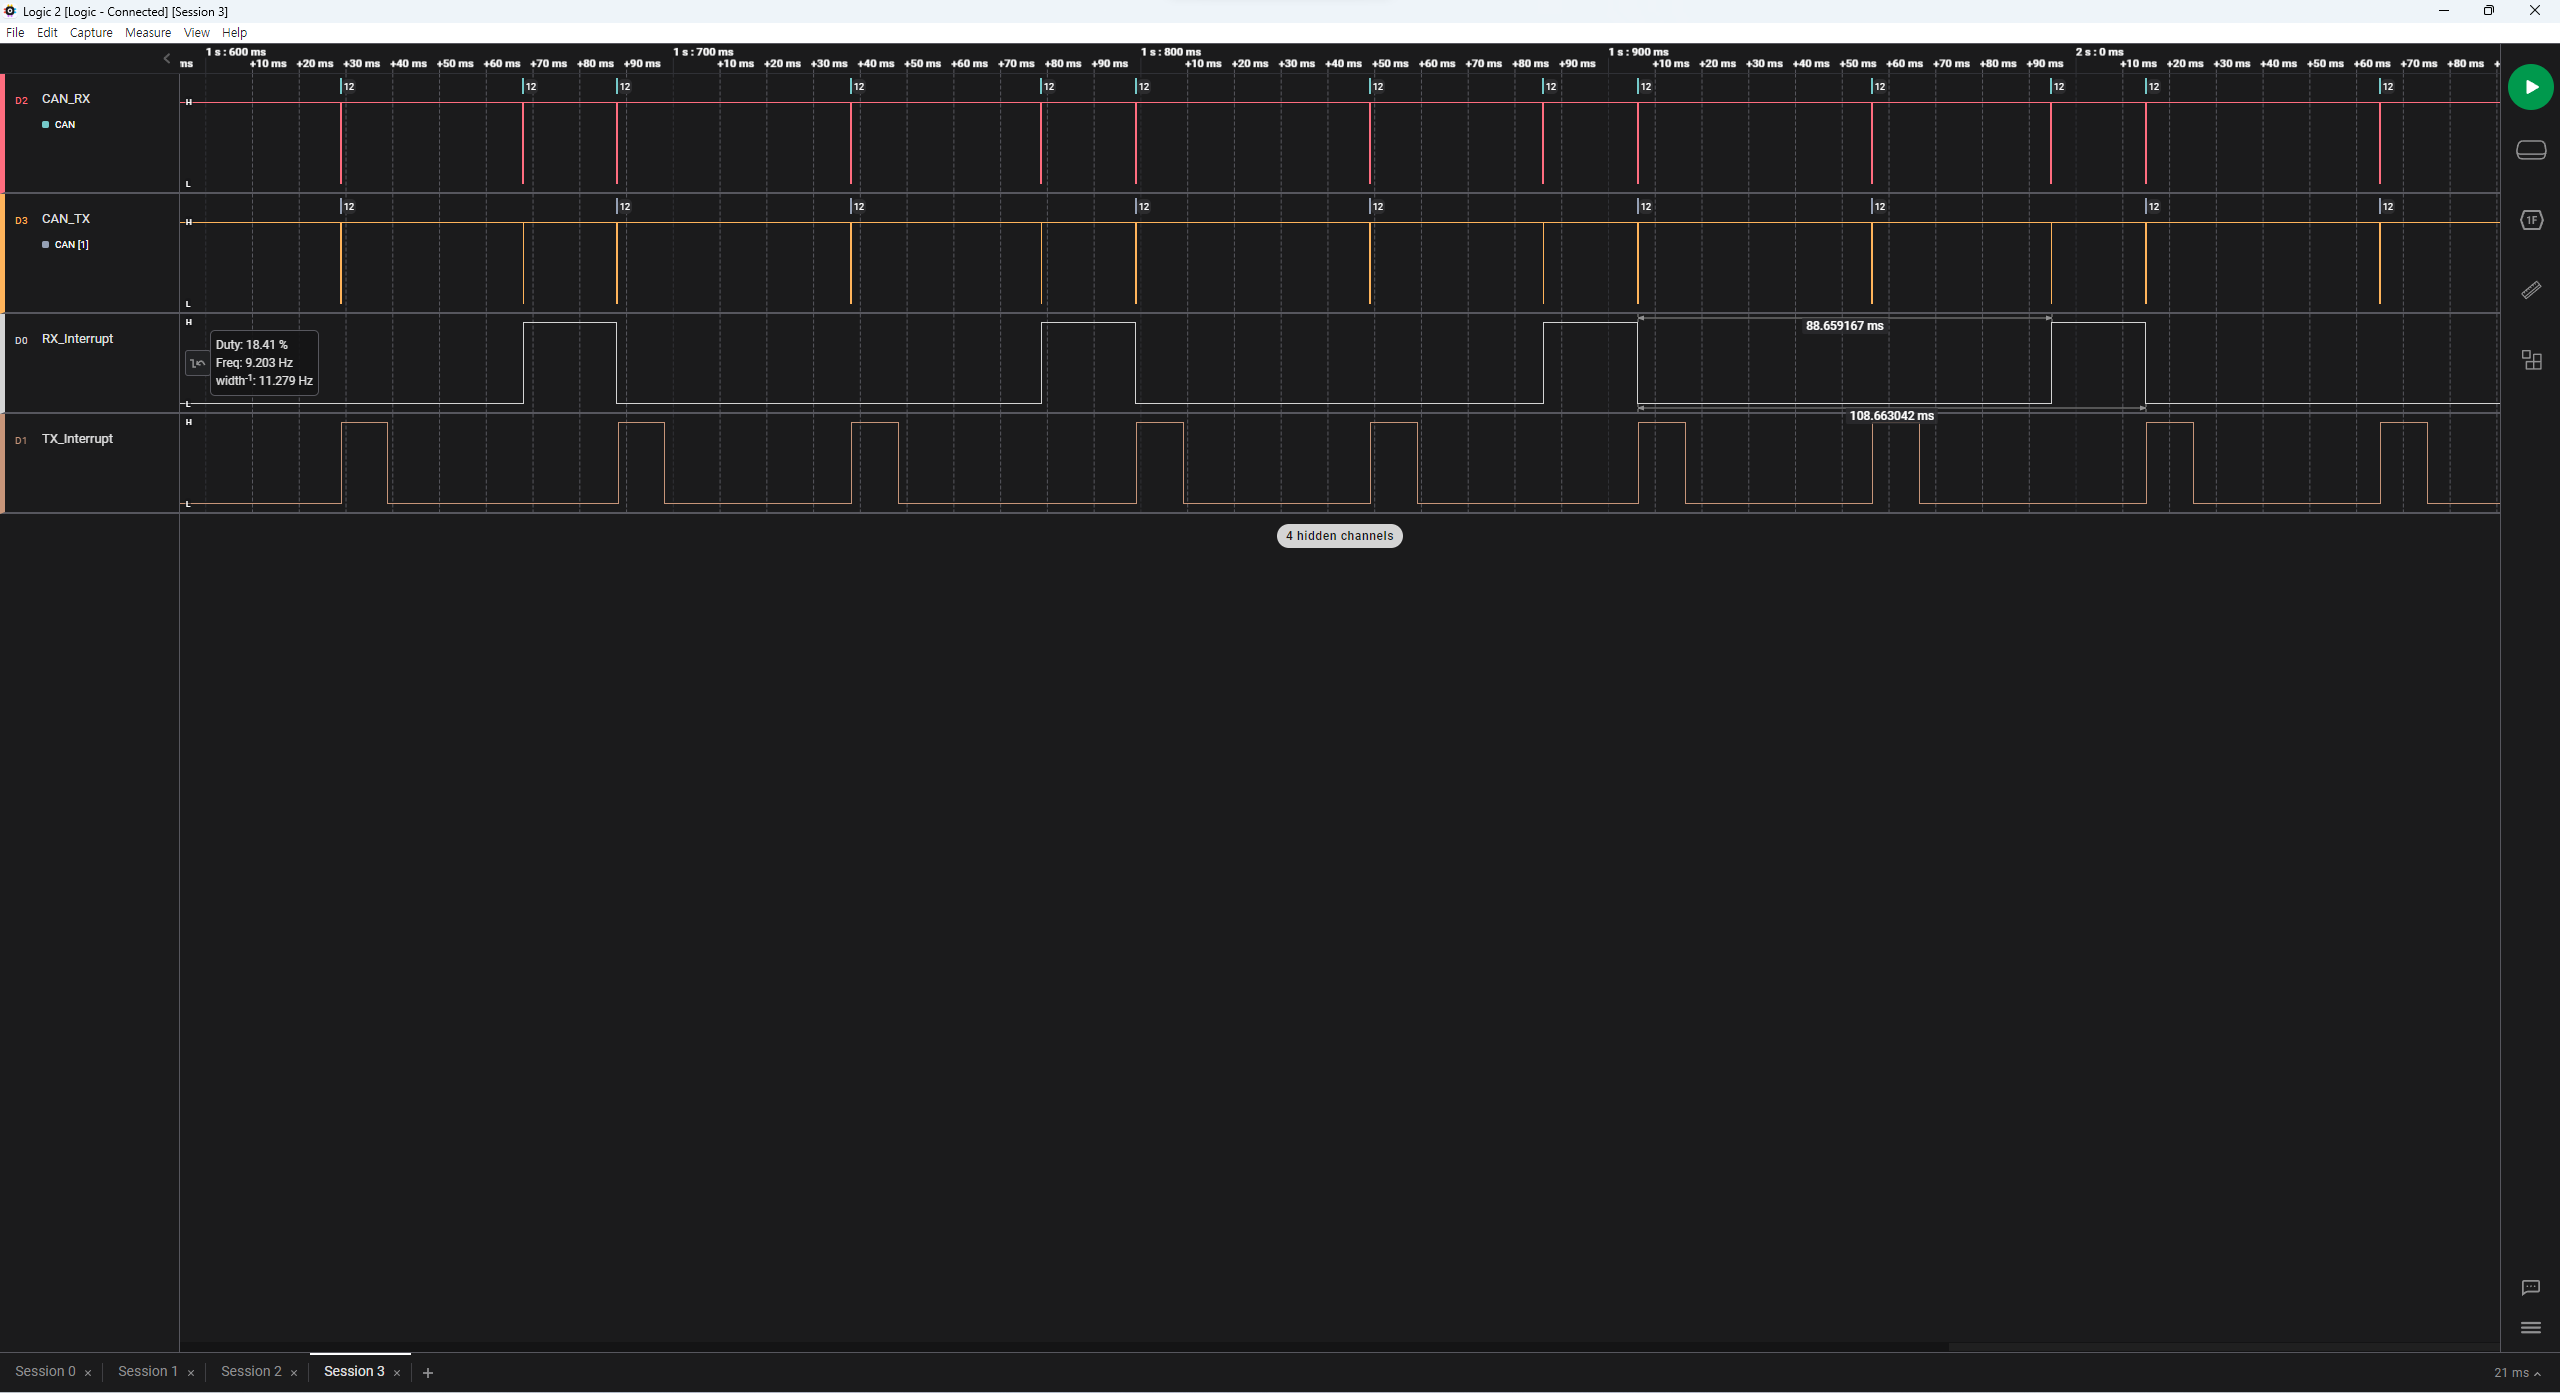 Logic 2 [Logic - Connected] [Session 3]
File Edit Capture Measure View Help
1 s : 600 ms 1 s : 700 ms 1 s : 800 ms 1 s : 900 ms 2 s : 0 ms
ms +10 ms +20 ms +30 ms +40 ms +50 ms +60 ms +70 ms +80 ms +90 ms +10 ms +20 ms +30 ms +40 ms +50 ms +60 ms +70 ms +80 ms +90 ms +10 ms +20 ms +30 ms +40 ms +50 ms +60 ms +70 ms +80 ms +90 ms +10 ms +20 ms +30 ms +40 ms +50 ms +60 ms +70 ms +80 ms +90 ms +10 ms +20 ms +30 ms +40 ms +50 ms +60 ms +70 ms +80 ms +
12 12 12 12 12 12 12 12 12 12 12 12 12
D2 CAN_RX H
CAN
L
12 12 12 12 12 12 12 12 12
D3 CAN_TX H
CAN [1]
L
H
88.659167 ms
D0 RX_Interrupt
Duty: 18.41 %
Freq: 9.203 Hz
width-1: 11.279 Hz
L
108.663042 ms
H
D1 TX_Interrupt
L
1F
4 hidden channels
Session 0 × Session 1 × Session 2 × Session 3 × +
21 ms